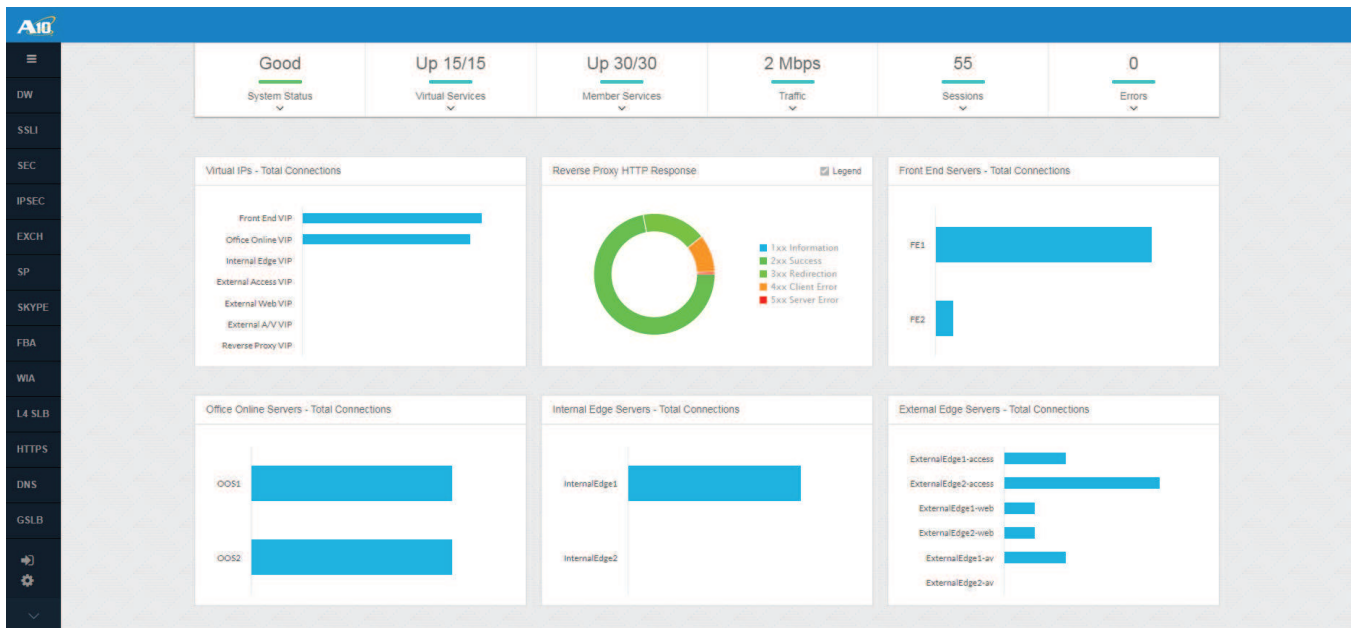 A10
DW
SSLI
SEC
IPSEC
EXCH
SP
SKYPE
FBA
WIA
L4 SLB
HTTPS
DNS
GSLB
Good
System Status
Up 15/15
Virtual Services
Up 30/30
Member Services
2 Mbps
Traffic
55
Sessions
0
Errors
Virtual IPs - Total Connections
Front End VIP
Office Online VIP
Internal Edge VIP
External Access VIP
External Web VIP
External A/V VIP
Reverse Proxy VIP
Reverse Proxy HTTP Response
Legend
1xx Information
2xx Success
3xx Redirection
4xx Client Error
5xx Server Error
Front End Servers - Total Connections
FE1
FE2
Office Online Servers - Total Connections
OOS1
OOS2
Internal Edge Servers - Total Connections
InternalEdge1
InternalEdge2
External Edge Servers - Total Connections
ExternalEdge1-access
ExternalEdge2-access
ExternalEdge1-web
ExternalEdge2-web
ExternalEdge1-av
ExternalEdge2-av